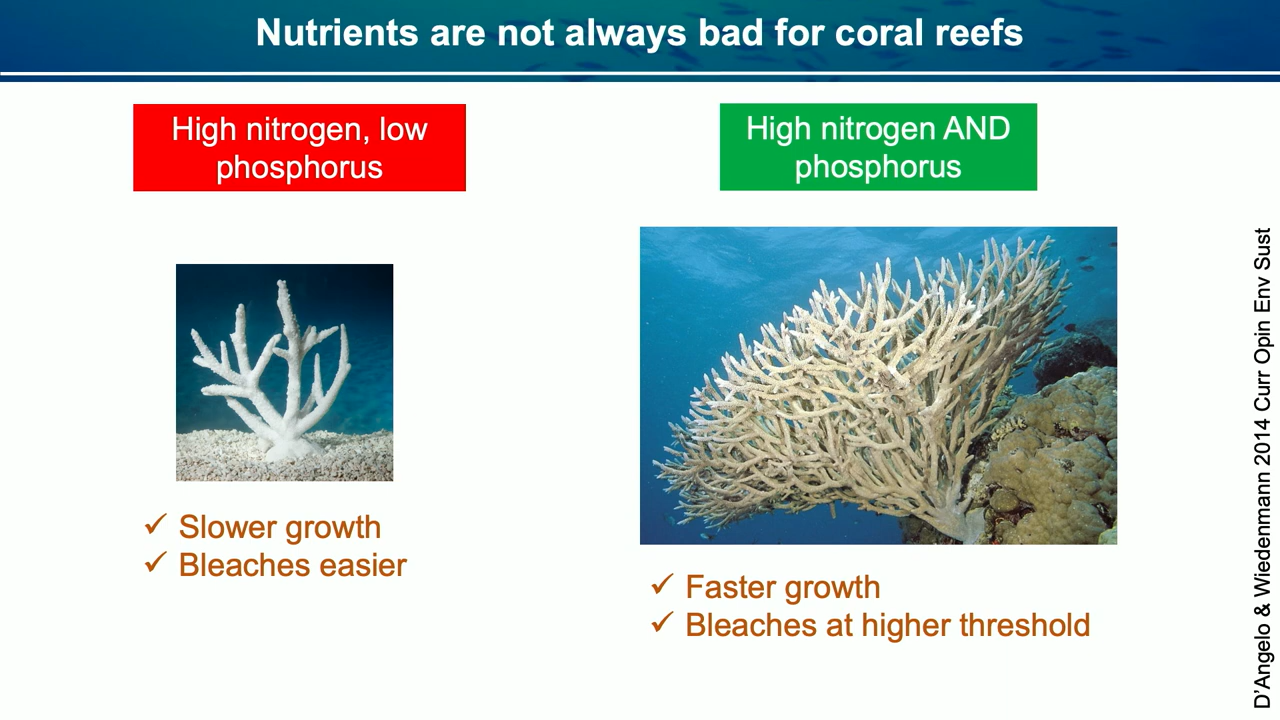 Nutrients are not always bad for coral reefs
High nitrogen, low
phosphorus
✓ Slower growth
✓ Bleaches easier
High nitrogen AND
phosphorus
✓ Faster growth
✓ Bleaches at higher threshold
D'Angelo & Wiedenmann 2014 Curr Opin Env Sust